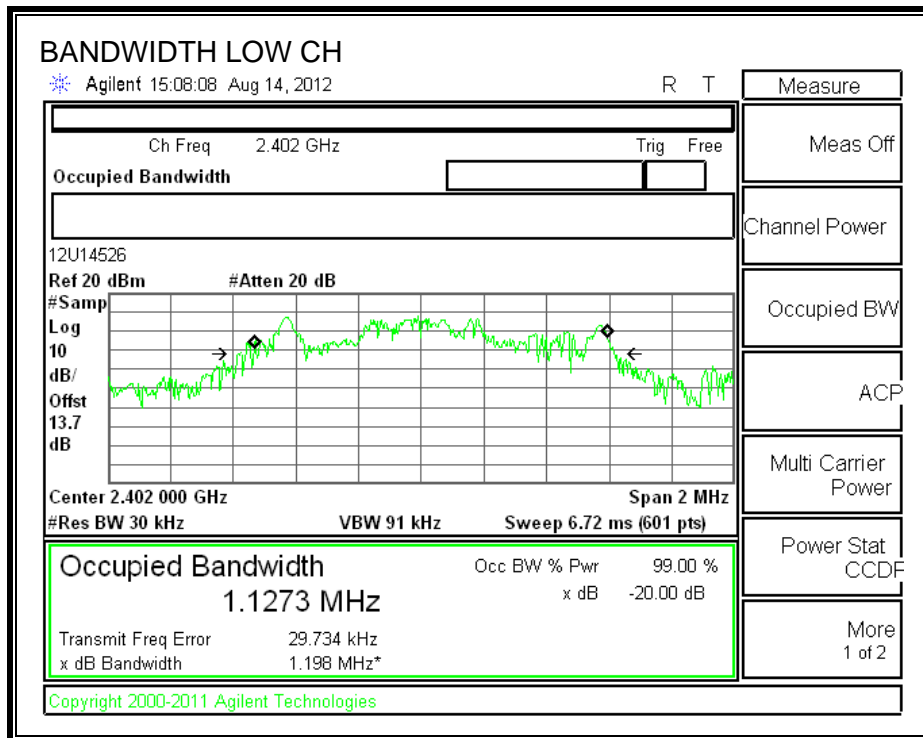 BANDWIDTH LOW CH
Agilent 15:08:08 Aug 14, 2012 R T
Measure
Ch Freq 2.402 GHz Trig Free
Meas Off
Occupied Bandwidth
Channel Power
12U14526
Ref 20 dBm #Atten 20 dB
#Samp
Log
10
dB/
Offst
13.7
dB
Occupied BW
ACP
Multi Carrier
Power
Center 2.402 000 GHz Span 2 MHz
#Res BW 30 kHz VBW 91 kHz Sweep 6.72 ms (601 pts)
Power Stat
CCDF
Occupied Bandwidth Occ BW % Pwr 99.00 %
1.1273 MHz x dB -20.00 dB
Transmit Freq Error 29.734 kHz
x dB Bandwidth 1.198 MHz*
More
1 of 2
Copyright 2000-2011 Agilent Technologies